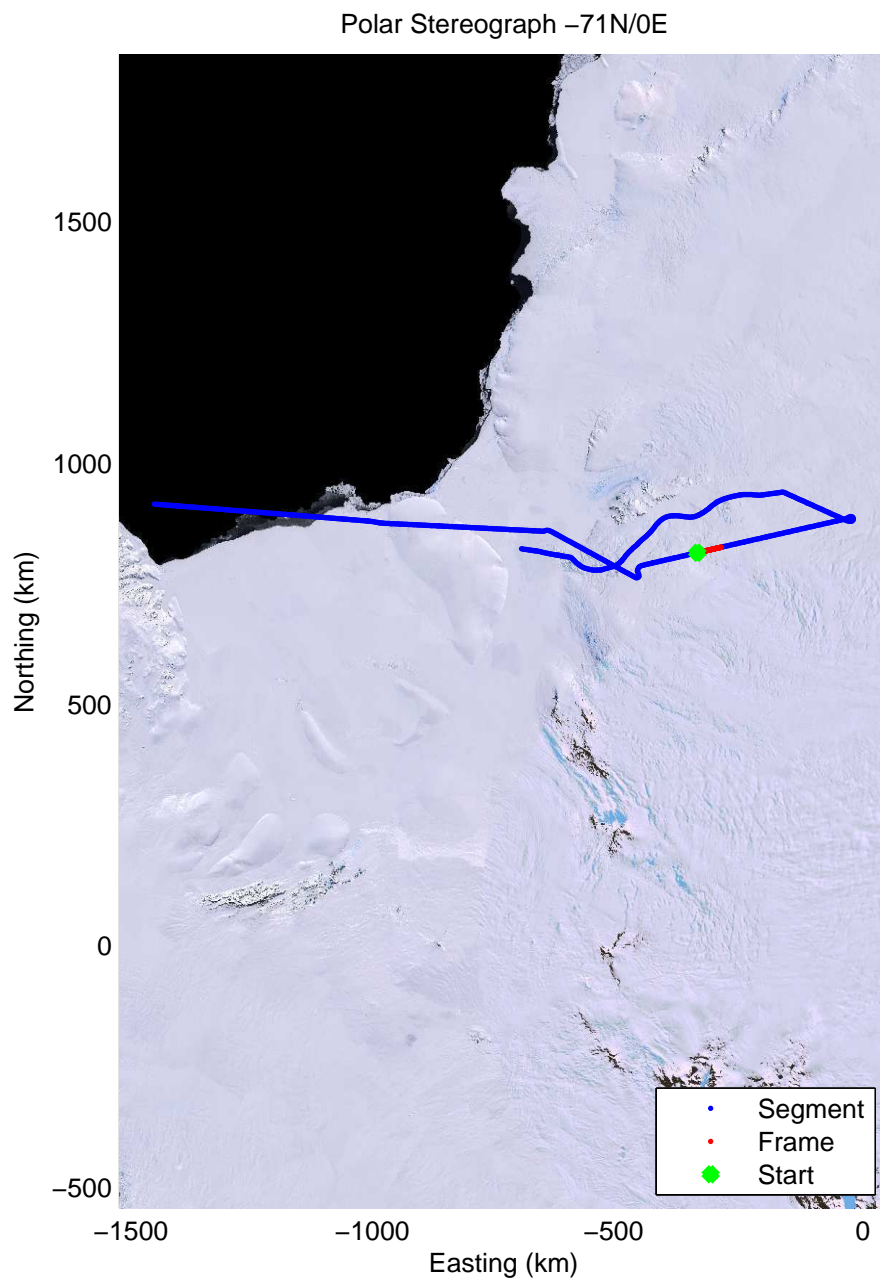 Polar Stereograph −71N/0E
1500
1000
500
0
−500
Northing (km)
−1500
−1000
−500
0
Easting (km)
Segment
Frame
Start